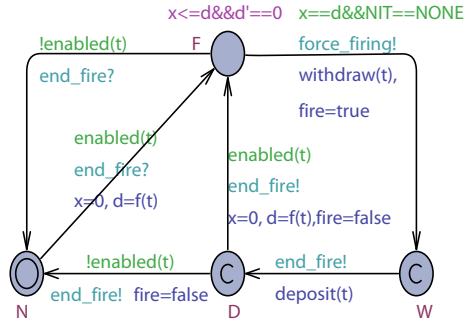 x<=d&&d'==0 x==d&&NIT==NONE
!enabled(t) F force_firing!
end_fire? withdraw(t),
fire=true
enabled(t)
end_fire?
x=0, d=f(t)
enabled(t)
end_fire!
x=0, d=f(t),fire=false
!enabled(t) end_fire!
C C
end_fire! fire=false deposit(t)
N D W